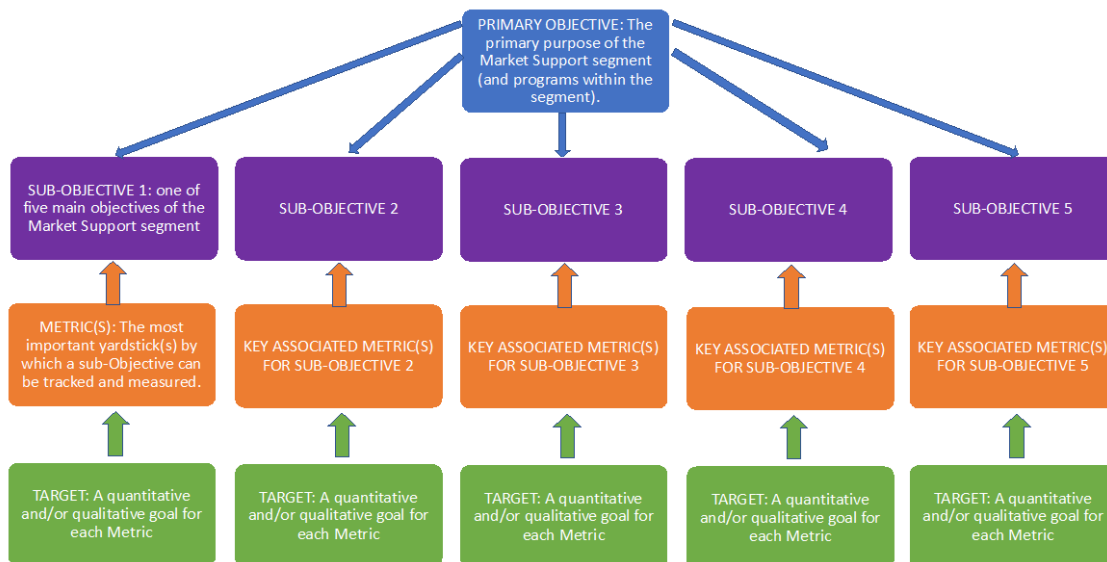 PRIMARY OBJECTIVE: The
primary purpose of the
Market Support segment
(and programs within the
segment).
SUB-OBJECTIVE 1: one of
five main objectives of the
Market Support segment
SUB-OBJECTIVE 2
SUB-OBJECTIVE 3
SUB-OBJECTIVE 4
SUB-OBJECTIVE 5
METRIC(S): The most
important yardstick(s) by
which a sub-Objective can
be tracked and measured.
KEY ASSOCIATED METRIC(S)
FOR SUB-OBJECTIVE 2
KEY ASSOCIATED METRIC(S)
FOR SUB-OBJECTIVE 3
KEY ASSOCIATED METRIC(S)
FOR SUB-OBJECTIVE 4
KEY ASSOCIATED METRIC(S)
FOR SUB-OBJECTIVE 5
TARGET: A quantitative
and/or qualitative goal for
each Metric
TARGET: A quantitative
and/or qualitative goal for
each Metric
TARGET: A quantitative
and/or qualitative goal for
each Metric
TARGET: A quantitative
and/or qualitative goal for
each Metric
TARGET: A quantitative
and/or qualitative goal for
each Metric